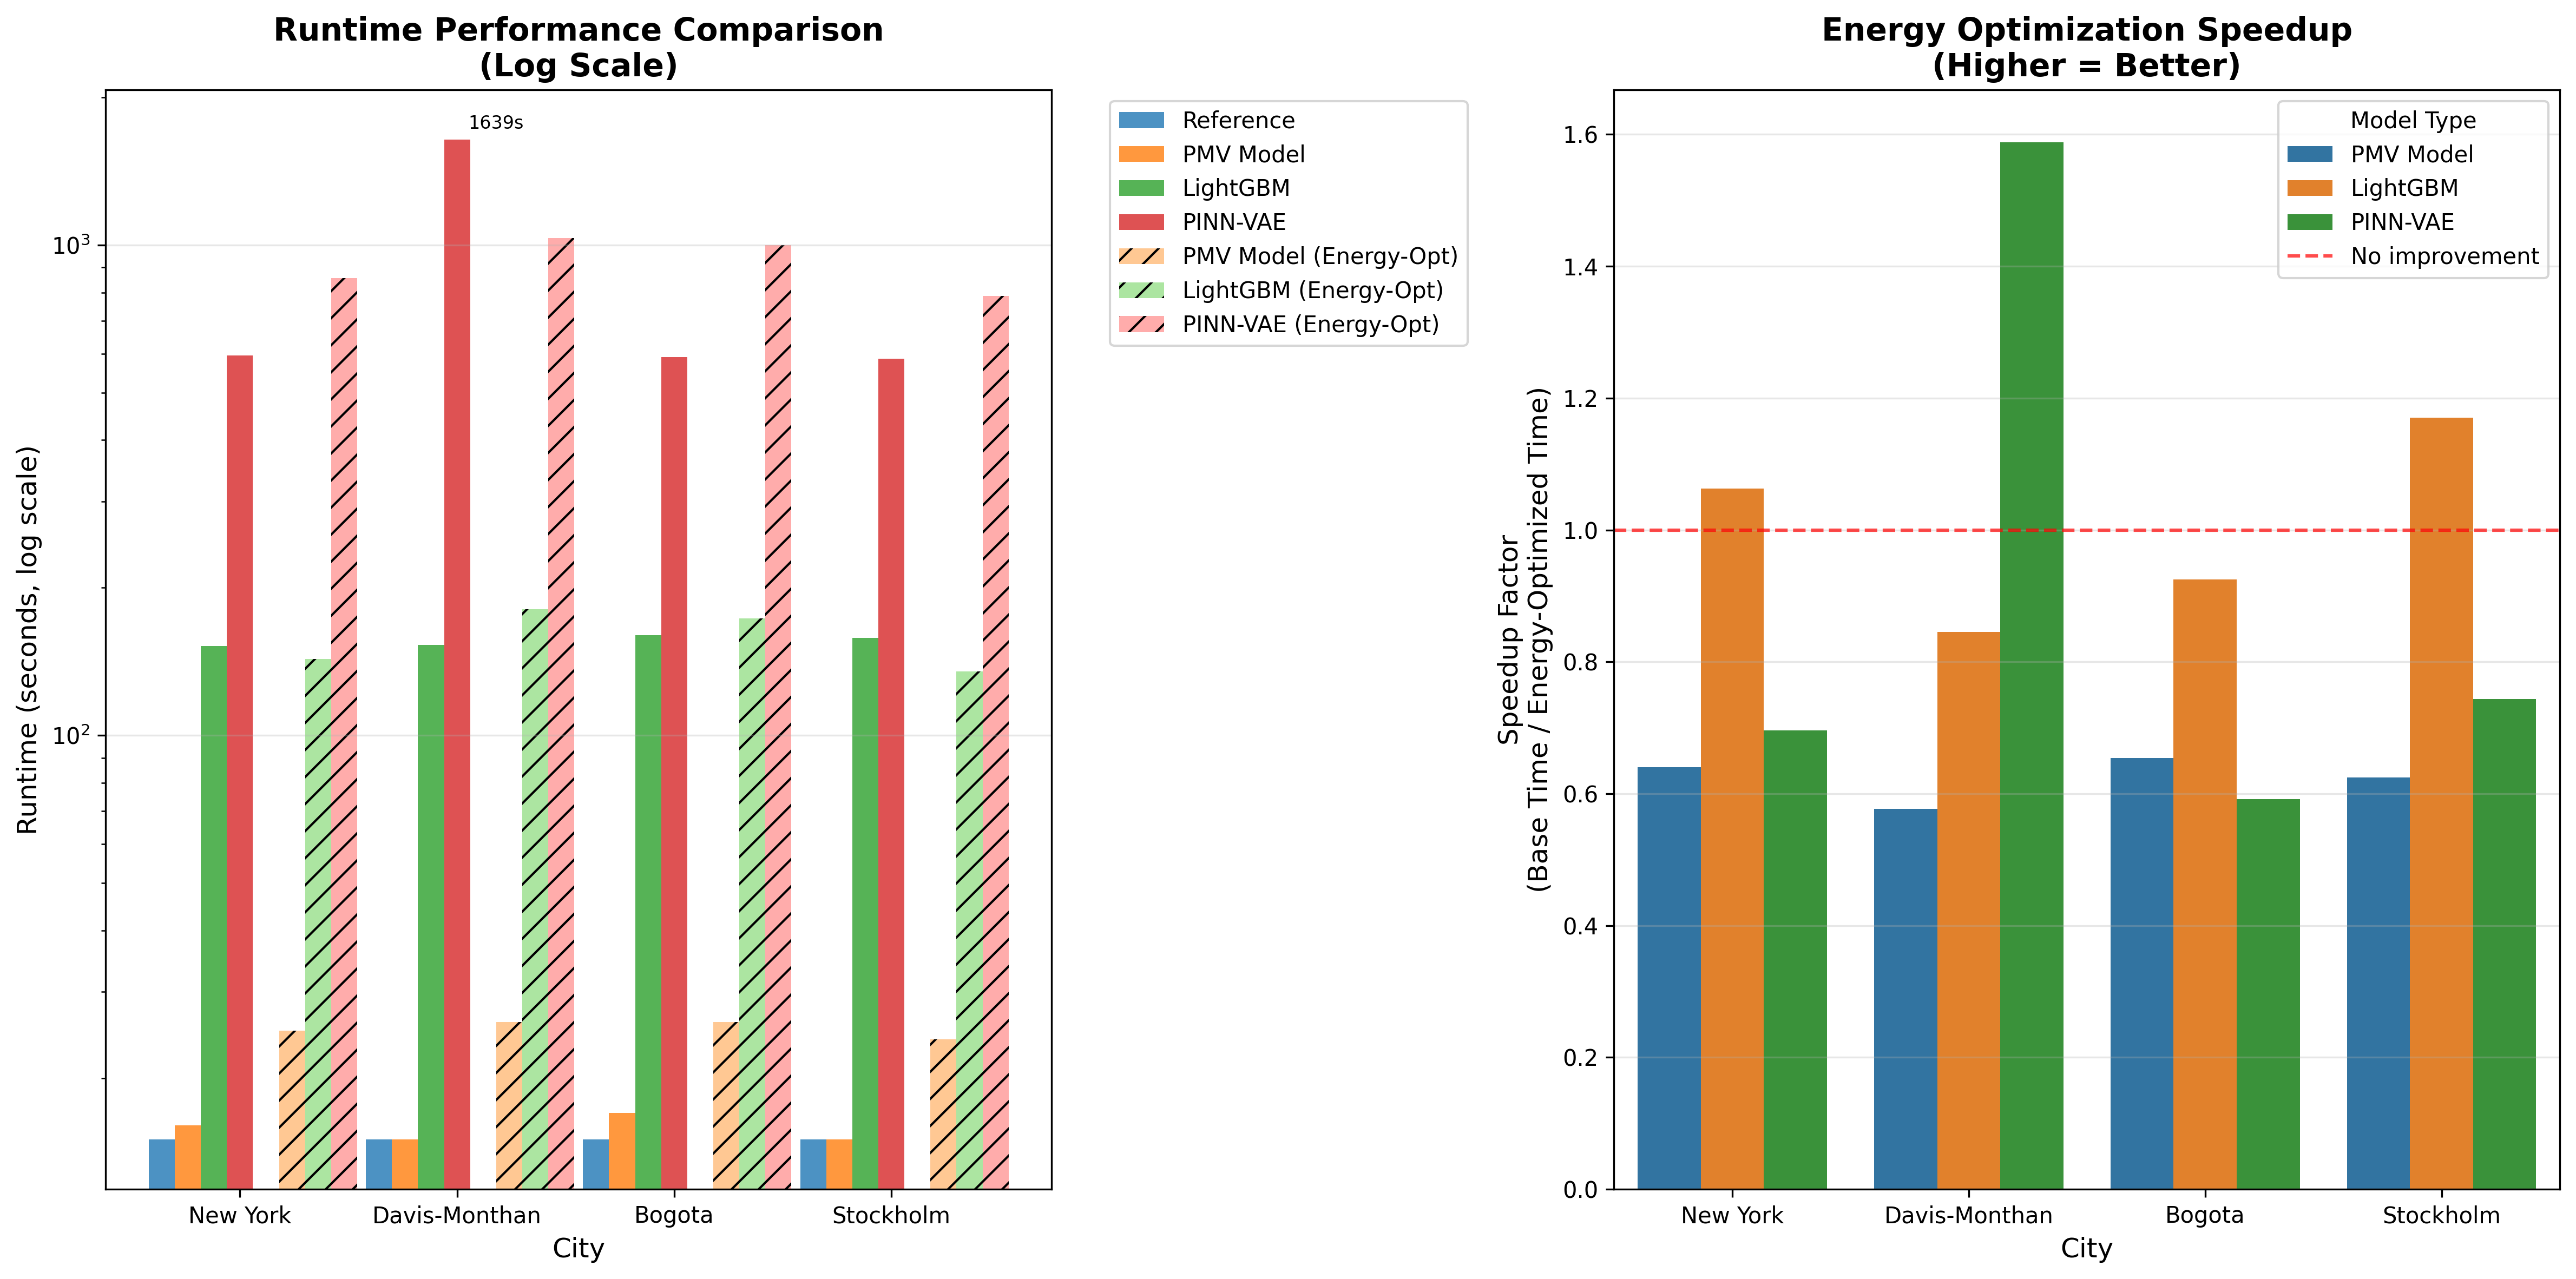 Runtime Performance Comparison
(Log Scale)
1639s
10³
10²
Runtime (seconds, log scale)
New York
Davis-Monthan
Bogota
Stockholm
City
Reference
PMV Model
LightGBM
PINN-VAE
PMV Model (Energy-Opt)
LightGBM (Energy-Opt)
PINN-VAE (Energy-Opt)
Energy Optimization Speedup
(Higher = Better)
Model Type
PMV Model
LightGBM
PINN-VAE
No improvement
1.6
1.4
1.2
1.0
0.8
0.6
0.4
0.2
0.0
Speedup Factor
(Base Time / Energy-Optimized Time)
New York
Davis-Monthan
Bogota
Stockholm
City